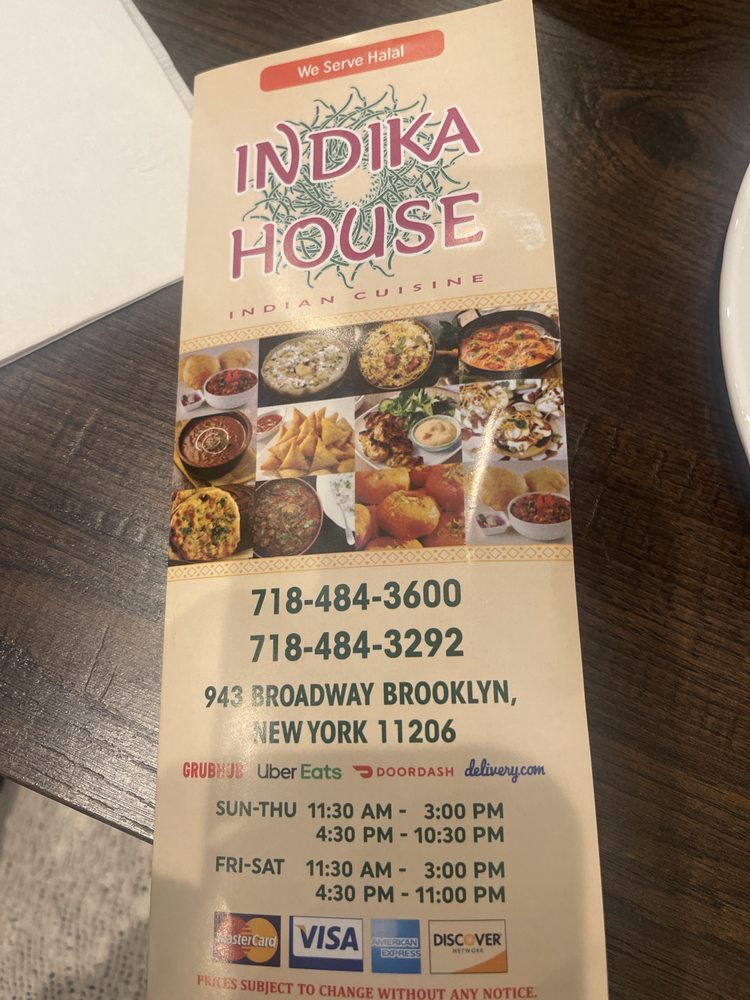 We Serve Halal
INDIKA
HOUSE
INDIAN CUISINE
718-484-3600
718-484-3292
943 BROADWAY BROOKLYN,
NEW YORK 11206
GRUBHUB Uber Eats DOORDASH delivery.com
SUN-THU 11:30 AM - 3:00 PM
4:30 PM - 10:30 PM
FRI-SAT 11:30 AM - 3:00 PM
4:30 PM - 11:00 PM
MasterCard VISA AMERICAN EXPRESS DISCOVER NETWORK
PRICES SUBJECT TO CHANGE WITHOUT ANY NOTICE.